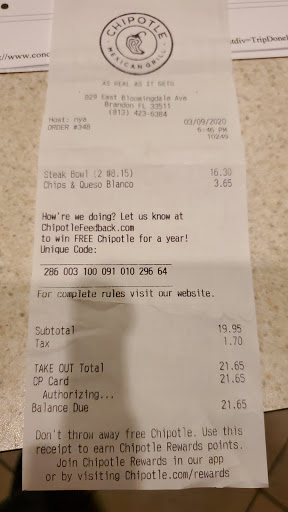 tdiv=TripDone
//www.conc
CHIPOTLE
MEXICAN GRILL
AS REAL AS IT GETS
829 East Bloomingdale Ave
Brandon FL 33511
(813) 423-6384
Host: nya 03/09/2020
ORDER #348 6:46 PM
10249
Steak Bowl (2 @8.15) 16.30
Chips & Queso Blanco 3.65
How're we doing? Let us know at
ChipotleFeedback.com
to win FREE Chipotle for a year!
Unique Code:
286 003 100 091 010 296 64
For complete rules visit our website.
Subtotal 19.95
Tax 1.70
TAKE OUT Total 21.65
CP Card 21.65
Authorizing...
Balance Due 21.65
Don't throw away free Chipotle. Use this
receipt to earn Chipotle Rewards points.
Join Chipotle Rewards in our app
or by visiting Chipotle.com/rewards